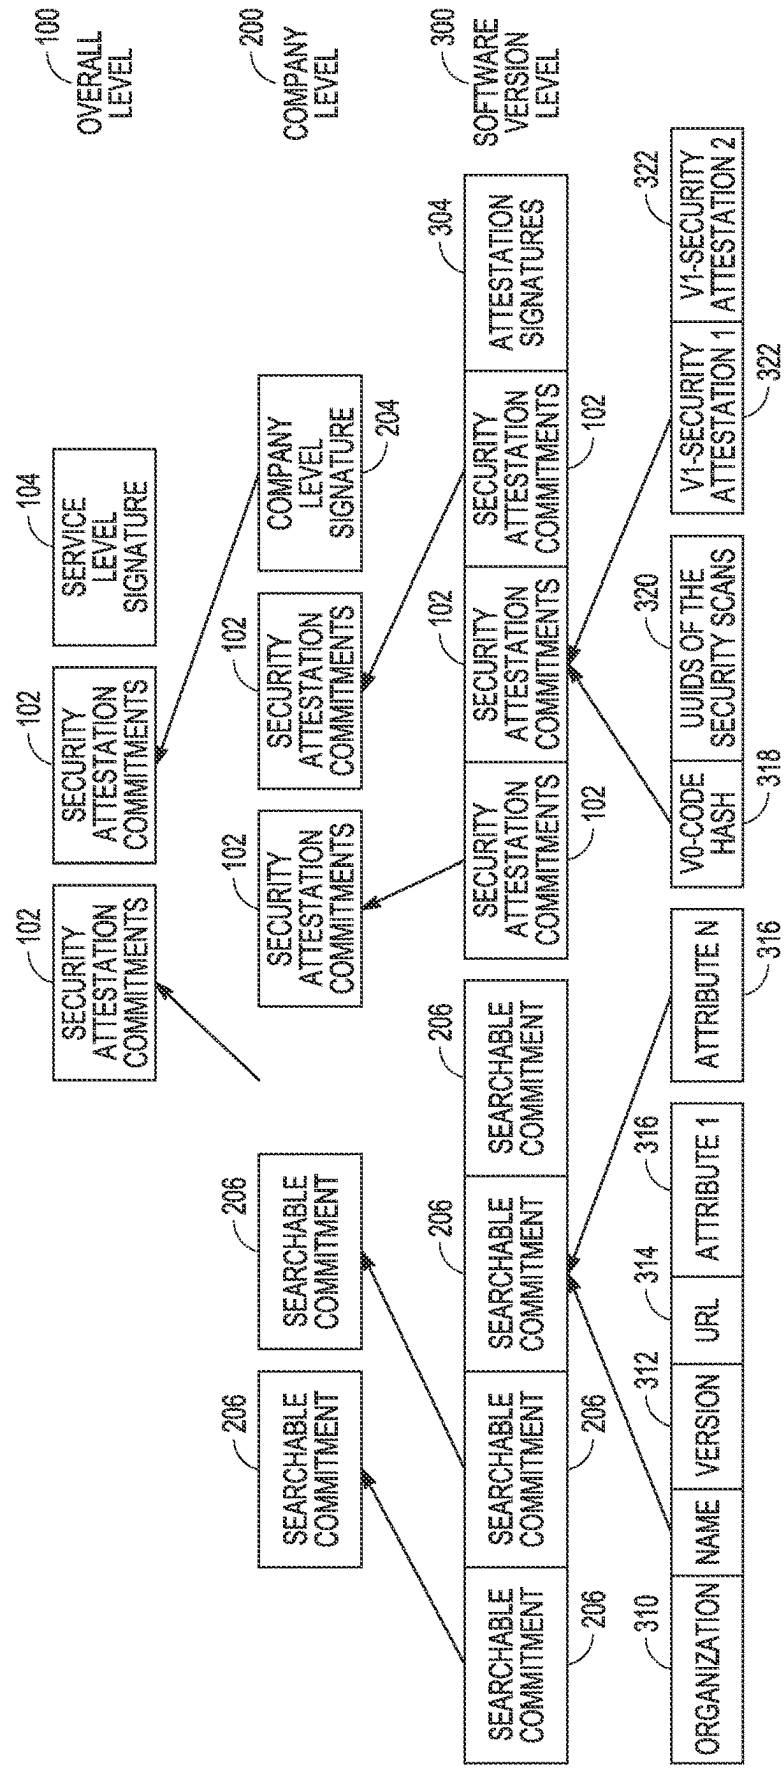 100
OVERALL
LEVEL
102
SECURITY
ATTESTATION
COMMITMENTS
102
SECURITY
ATTESTATION
COMMITMENTS
104
SERVICE
LEVEL
SIGNATURE
200
COMPANY
LEVEL
206
SEARCHABLE
COMMITMENT
206
SEARCHABLE
COMMITMENT
102
SECURITY
ATTESTATION
COMMITMENTS
102
SECURITY
ATTESTATION
COMMITMENTS
COMPANY
LEVEL
SIGNATURE
204
300
SOFTWARE
VERSION
LEVEL
SEARCHABLE
COMMITMENT
206
SEARCHABLE
COMMITMENT
206
206
SEARCHABLE
COMMITMENT
206
SEARCHABLE
COMMITMENT
SECURITY
ATTESTATION
COMMITMENTS
102
102
SECURITY
ATTESTATION
COMMITMENTS
SECURITY
ATTESTATION
COMMITMENTS
102
304
ATTESTATION
SIGNATURES
310
ORGANIZATION
NAME
312
VERSION
314
URL
316
ATTRIBUTE 1
ATTRIBUTE N
316
V0-CODE
HASH
318
320
UUIDS OF THE
SECURITY SCANS
V1-SECURITY
ATTESTATION 1
322
322
V1-SECURITY
ATTESTATION 2